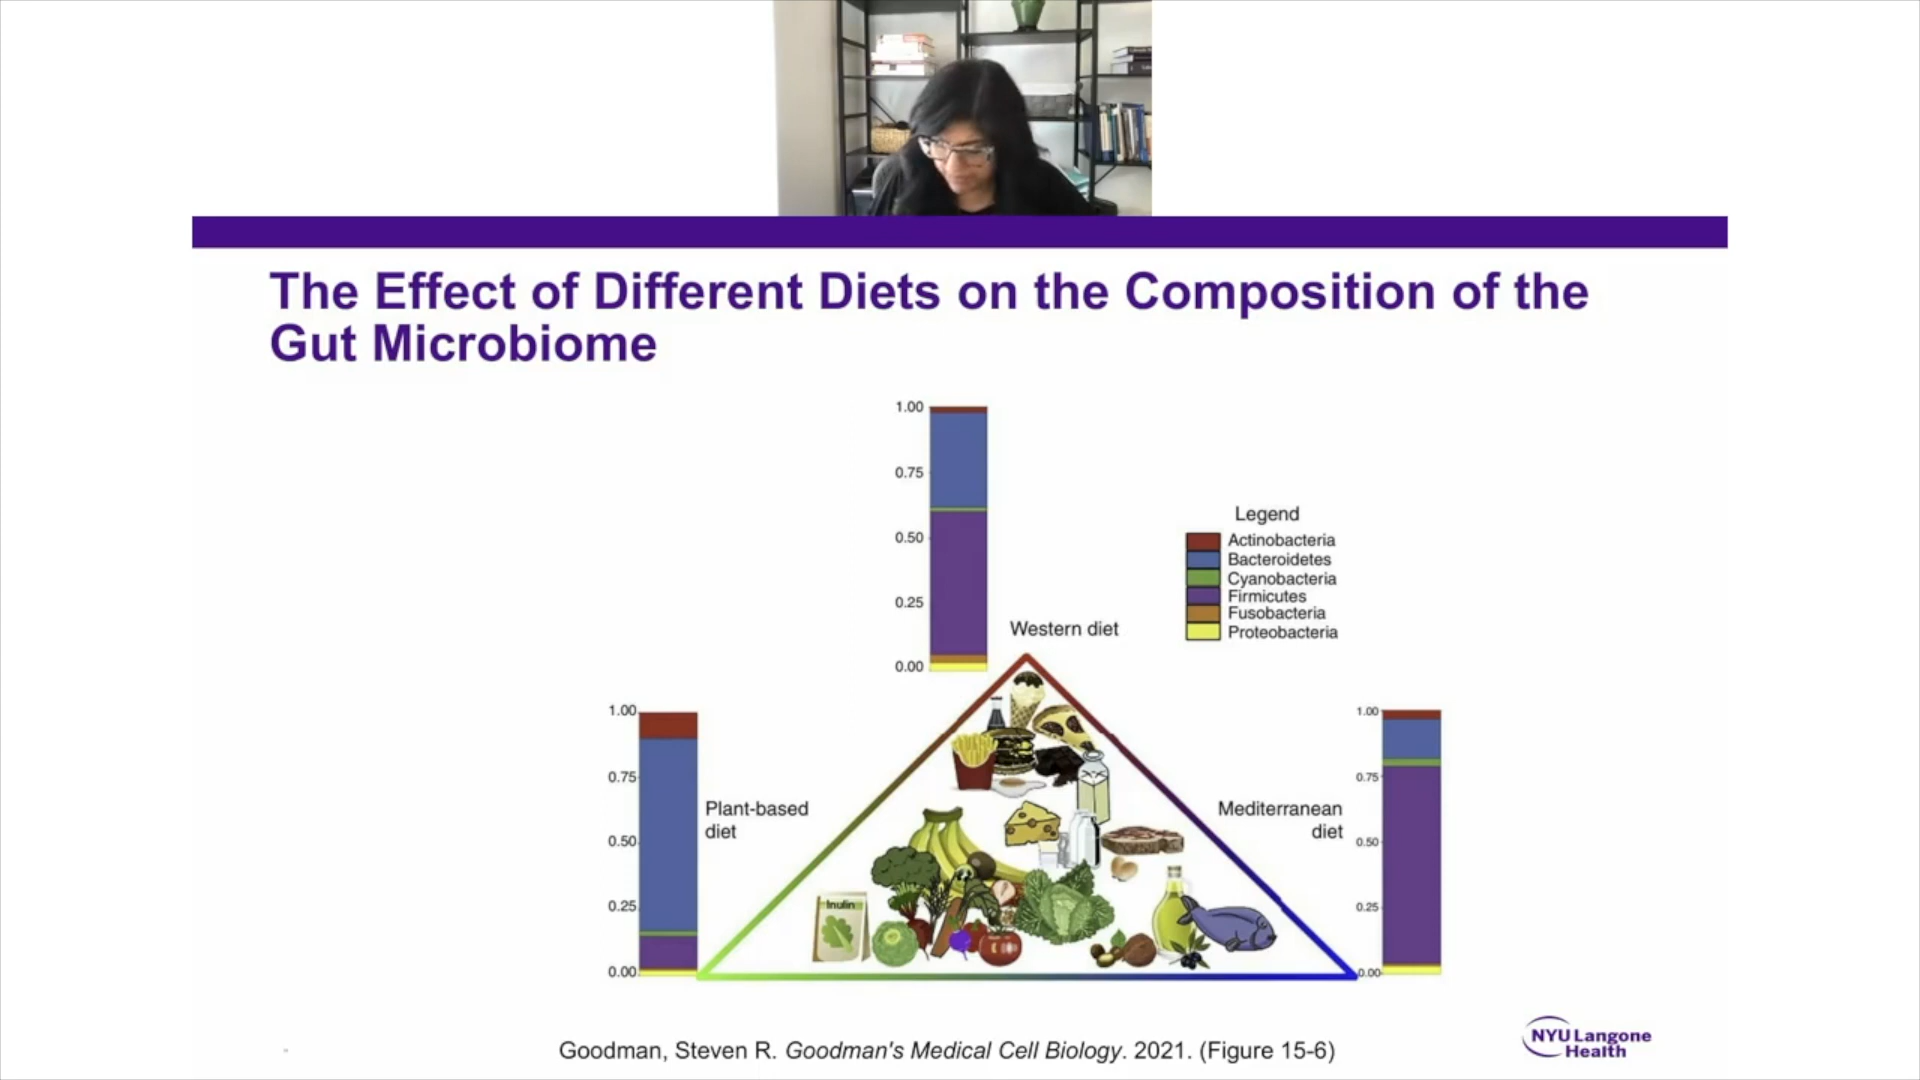 The Effect of Different Diets on the Composition of the
Gut Microbiome
1.00
0.75
0.50
0.25
0.00
Western diet
Legend
Actinobacteria
Bacteroidetes
Cyanobacteria
Firmicutes
Fusobacteria
Proteobacteria
1.00
0.75
0.50
0.25
0.00
Plant-based
diet
Inulin
Mediterranean
diet
1.00
0.75
0.50
0.25
0.00
Goodman, Steven R. Goodman's Medical Cell Biology. 2021. (Figure 15-6)
NYU Langone
Health